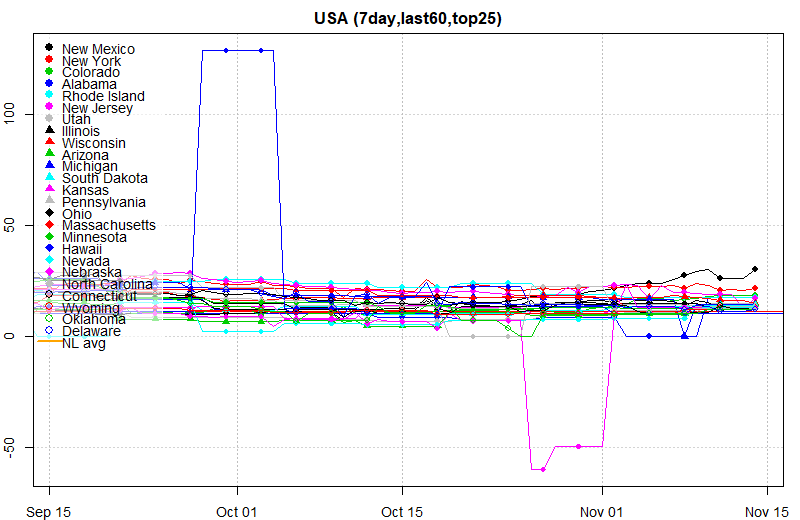 USA (7day,last60,top25)
New Mexico
New York
Colorado
Alabama
Rhode Island
New Jersey
Utah
Illinois
Wisconsin
Arizona
Michigan
South Dakota
Kansas
Pennsylvania
Ohio
Massachusetts
Minnesota
Hawaii
Nevada
Nebraska
North Carolina
Connecticut
Wyoming
Oklahoma
Delaware
NL avg
100
50
0
-50
Sep 15 Oct 01 Oct 15 Nov 01 Nov 15